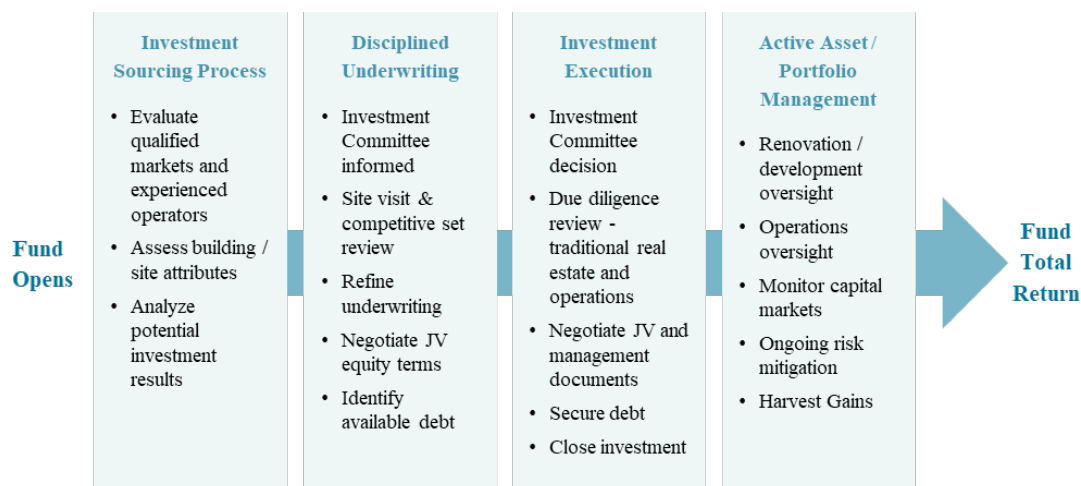 Fund
Opens
Investment
Sourcing Process
• Evaluate
qualified
markets and
experienced
operators
• Assess building /
site attributes
• Analyze
potential
investment
results
Disciplined
Underwriting
• Investment
Committee
informed
• Site visit &
competitive set
review
• Refine
underwriting
• Negotiate JV
equity terms
• Identify
available debt
Investment
Execution
• Investment
Committee
decision
• Due diligence
review -
traditional real
estate and
operations
• Negotiate JV and
management
documents
• Secure debt
• Close investment
Active Asset /
Portfolio
Management
• Renovation /
development
oversight
• Operations
oversight
• Monitor capital
markets
• Ongoing risk
mitigation
• Harvest Gains
Fund
Total
Return